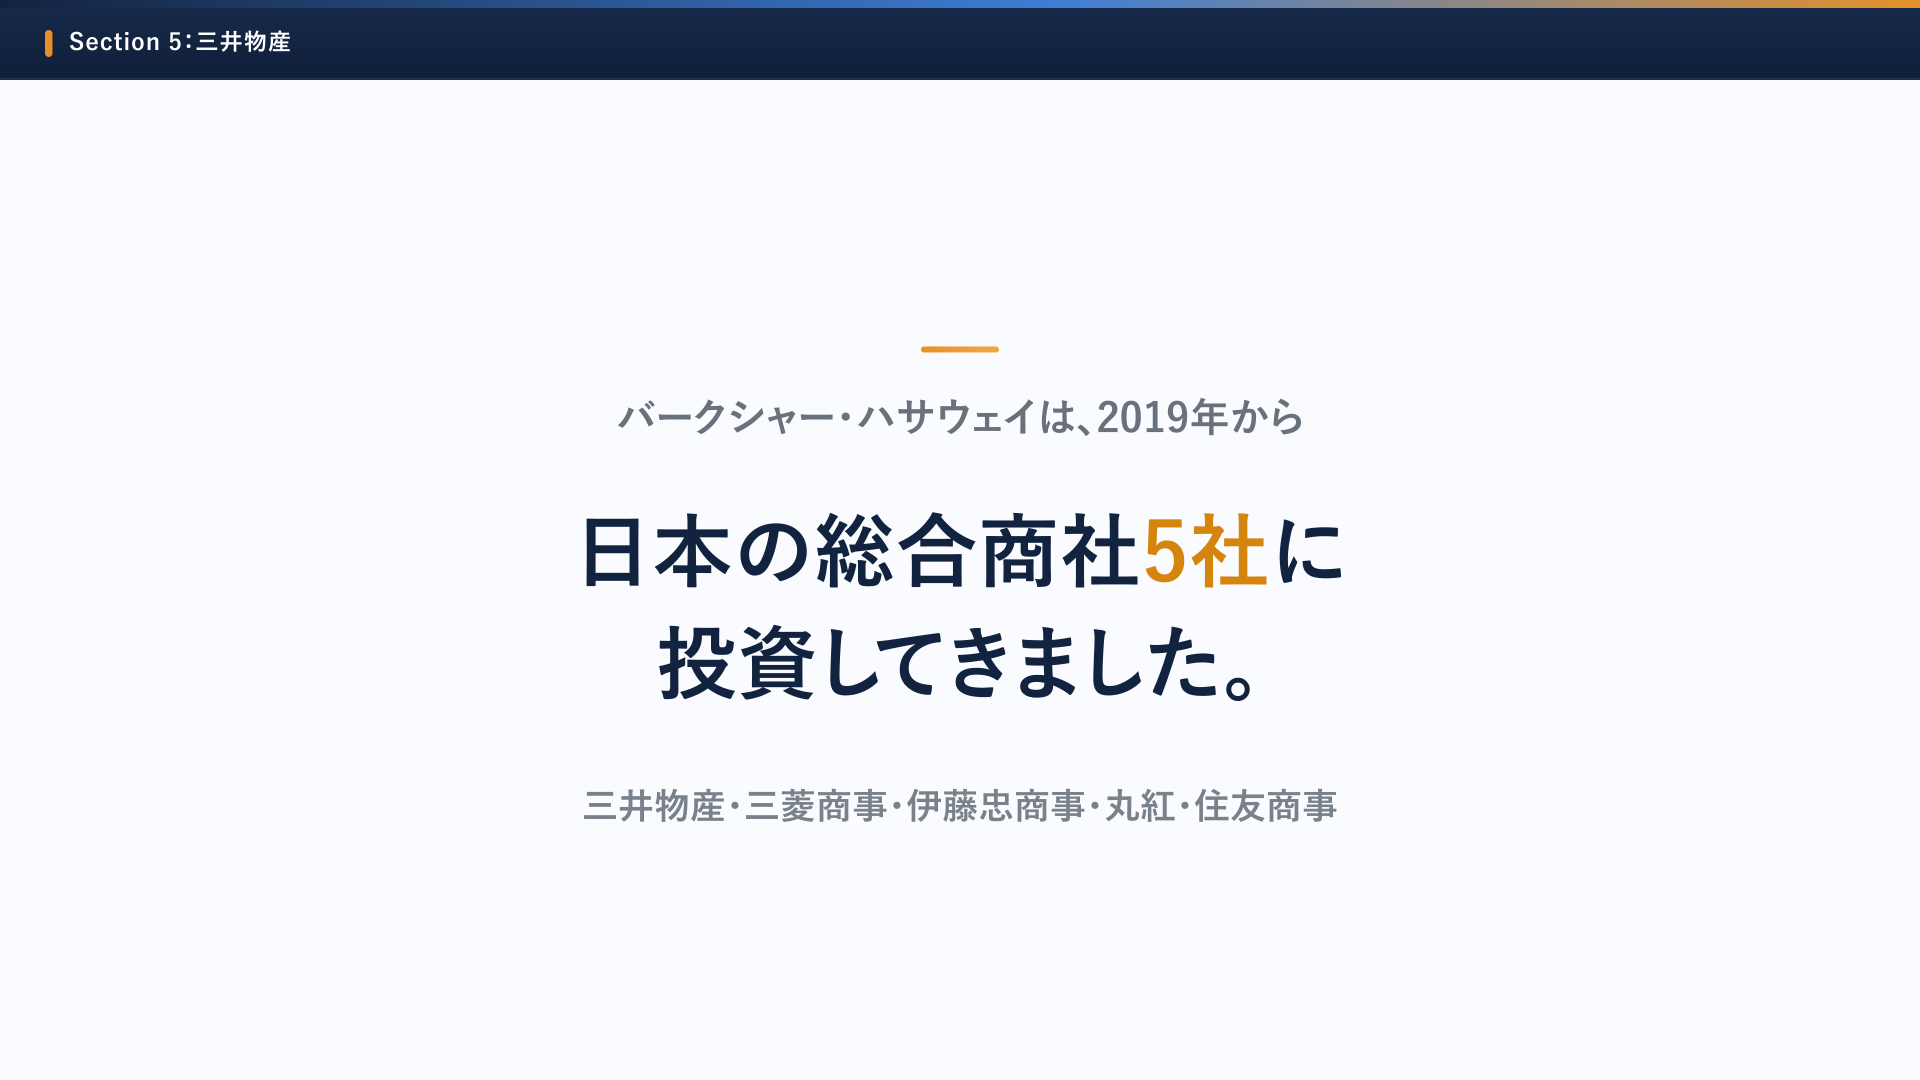 Section 5：三井物産
バークシャー・ハサウェイは、2019年から
日本の総合商社5社に
投資してきました。
三井物産・三菱商事・伊藤忠商事・丸紅・住友商事